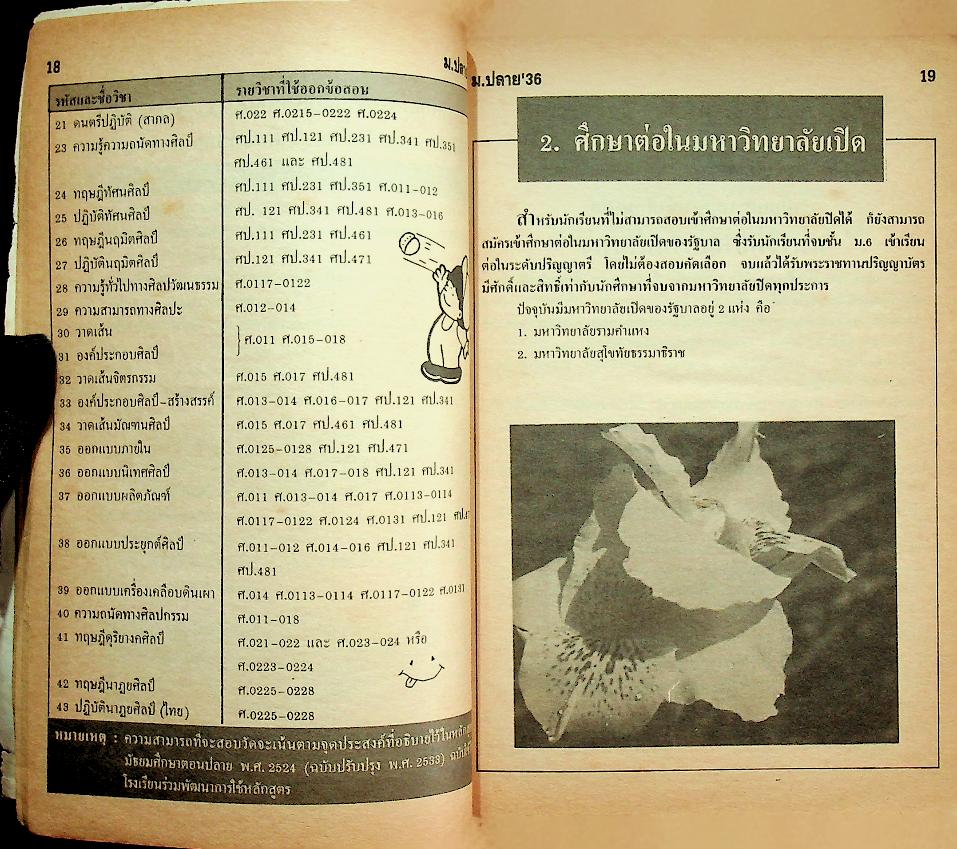 18
ม.ปลา
รหัสและชื่อวิชา รายวิชาที่ใช้ออกข้อสอบ
21 ดนตรีปฏิบัติ (สากล) ศ.022 ศ.0215-0222 ศ.0224
23 ความรู้ความถนัดทางศิลป์ ศป.111 ศป.121 ศป.231 ศป.341 ศป.351
ศป.461 และ ศป.481
24 ทฤษฎีทัศนศิลป์ ศป.111 ศป.231 ศป.351 ศ.011-012
25 ปฏิบัติทัศนศิลป์ ศป. 121 ศป.341 ศป.481 ศ.013-016
26 ทฤษฎีนฤมิตศิลป์ ศป.111 ศป.231 ศป.461
27 ปฏิบัตินฤมิตศิลป์ ศป.121 ศป.341 ศป.471
28 ความรู้ทั่วไปทางศิลปวัฒนธรรม ศ.0117-0122
29 ความสามารถทางศิลปะ ศ.012-014
30 วาดเส้น
31 องค์ประกอบศิลป์ } ศ.011 ศ.015-018
32 วาดเส้นจิตรกรรม ศ.015 ศ.017 ศป.481
33 องค์ประกอบศิลป์-สร้างสรรค์ ศ.013-014 ศ.016-017 ศป.121 ศป.341
34 วาดเส้นมัณฑนศิลป์ ศ.015 ศ.017 ศป.461 ศป.481
35 ออกแบบภายใน ศ.0125-0128 ศป.121 ศป.471
36 ออกแบบนิเทศศิลป์ ศ.013-014 ศ.017-018 ศป.121 ศป.341
37 ออกแบบผลิตภัณฑ์ ศ.011 ศ.013-014 ศ.017 ศ.0113-0114
ศ.0117-0122 ศ.0124 ศ.0131 ศป.121
38 ออกแบบประยุกต์ศิลป์ ศ.011-012 ศ.014-016 ศป.121 ศป.341
ศป.481
39 ออกแบบเครื่องเคลือบดินเผา ศ.014 ศ.0113-0114 ศ.0117-0122 ศ.0131
40 ความถนัดทางศิลปกรรม ศ.011-018
41 ทฤษฎีดุริยางคศิลป์ ศ.021-022 และ ศ.023-024 หรือ
ศ.0223-0224
42 ทฤษฎีนาฏยศิลป์ ศ.0225-0228
43 ปฏิบัตินาฏยศิลป์ (ไทย) ศ.0225-0228
หมายเหตุ : ความสามารถที่จะสอบวัดจะเน้นตามจุดประสงค์ที่อธิบายไว้ในหลักสู
มัธยมศึกษาตอนปลาย พ.ศ. 2524 (ฉบับปรับปรุง พ.ศ. 2533)
โรงเรียนร่วมพัฒนาการใช้หลักสูตร
ม.ปลาย'36
19
2. ศึกษาต่อในมหาวิทยาลัยเปิด
สำหรับนักเรียนที่ไม่สามารถสอบเข้าศึกษาต่อในมหาวิทยาลัยปิดได้ ก็ยังสามารถ
สมัครเข้าศึกษาต่อในมหาวิทยาลัยเปิดของรัฐบาล ซึ่งรับนักเรียนที่จบชั้น ม.6 เข้าเรียน
ต่อในระดับปริญญาตรี โดยไม่ต้องสอบคัดเลือก จบแล้วได้รับพระราชทานปริญญาบัตร
มีศักดิ์และสิทธิ์เท่ากับนักศึกษาที่จบจากมหาวิทยาลัยปิดทุกประการ
ปัจจุบันมีมหาวิทยาลัยเปิดของรัฐบาลอยู่ 2 แห่ง คือ
1. มหาวิทยาลัยรามคำแหง
2. มหาวิทยาลัยสุโขทัยธรรมาธิราช